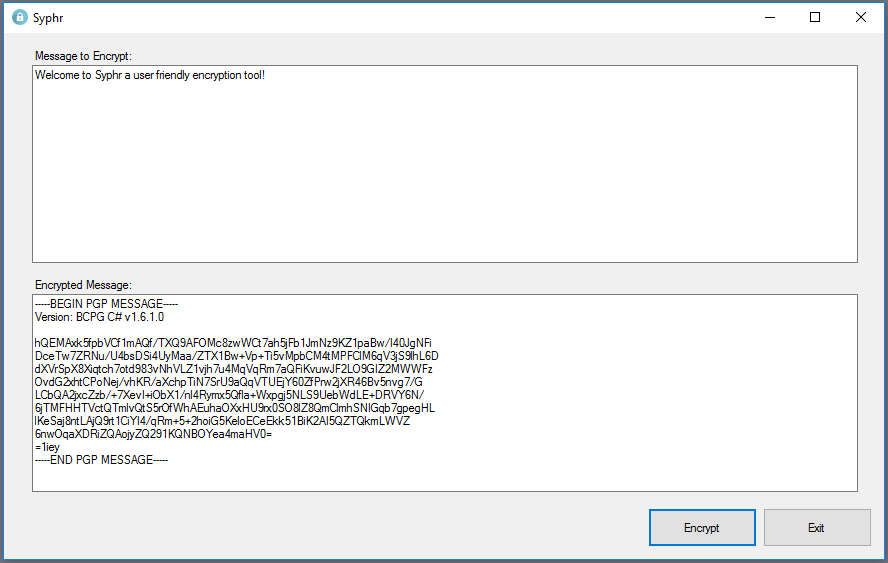 Syphr
Message to Encrypt:
Welcome to Syphr a user friendly encryption tool!
Encrypted Message:
-----BEGIN PGP MESSAGE-----
Version: BCPG C# v1.6.1.0
hQEMAxk5fpbVCf1mAQf/TXQ9AFOMc8zwWCt7ah5jFb1JmNz9KZ1paBw/I40JgNFi
DceTw7ZRNu/U4bsDSi4UyMaa/ZTX1Bw+Vp+Ti5vMpbCM4tMPFClM6qV3jS9lhL6D
dXVrSpX8Xiqtch7otd983vNhVLZ1vjh7u4MqVqRm7aQFiKvuwJF2LO9GIZ2MWWFz
OvdG2xhtCPoNej/vhKR/aXchpTiN7SrU9aQqVTUEjY60ZfPrw2jXR46Bv5nvg7/G
LCbQA2jxcZzb/+7XevI+iObX1/nl4Rymx5Qfla+Wxpgj5NLS9UebWdLE+DRVY6N/
6jTMFHHTVctQTmlvQtS5rOfWhAEuhaOXxHU9rx0SO8lZ8QmClmhSNIGqb7gpegHL
lKeSaj8ntLAjQ9rt1CiYI4/qRm+5+2hoiG5KeloECeEkk51BiK2Al5QZTQkmLWVZ
6nwOqaXDRiZQAojyZQ291KQNBOYea4maHV0=
=1iey
-----END PGP MESSAGE-----
Encrypt
Exit